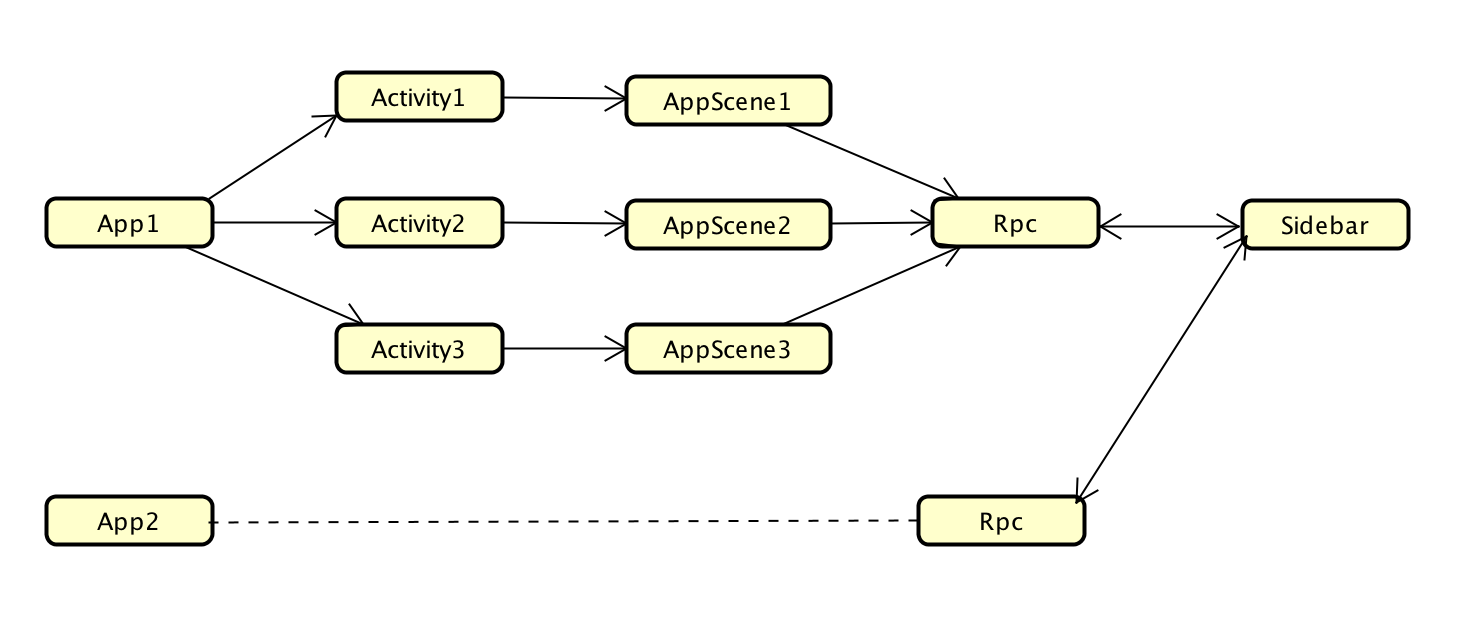 Activity1
AppScene1
App1
Activity2
AppScene2
Rpc
Sidebar
Activity3
AppScene3
App2
Rpc